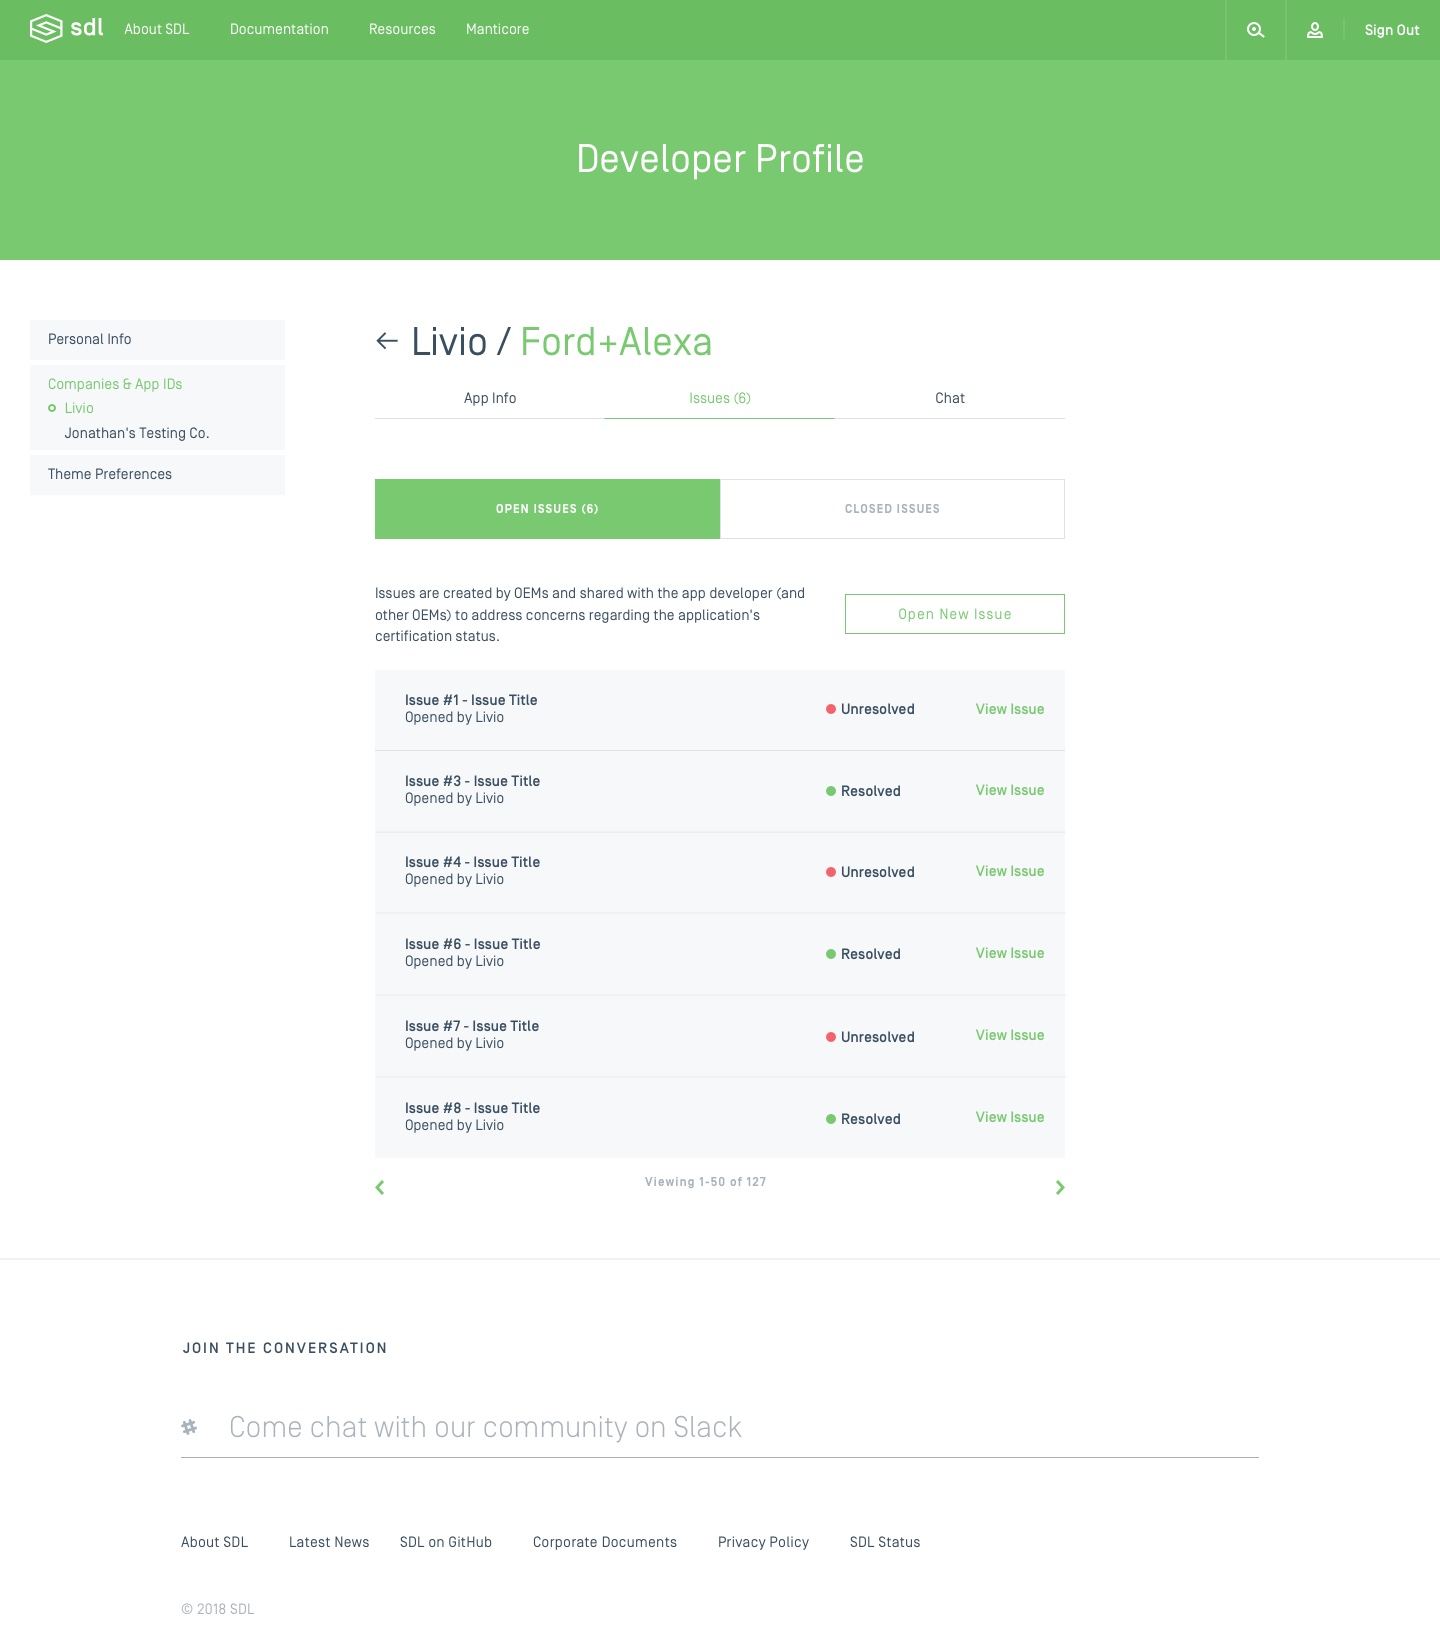 sdl About SDL Documentation Resources Manticore Sign Out
Developer Profile
Personal Info
Companies & App IDs
Livio
Jonathan's Testing Co.
Theme Preferences
Livio / Ford+Alexa
App Info Issues (6) Chat
OPEN ISSUES (6) CLOSED ISSUES
Issues are created by OEMs and shared with the app developer (and
other OEMs) to address concerns regarding the application's
certification status.
Open New Issue
Issue #1 - Issue Title
Opened by Livio
Unresolved View Issue
Issue #3 - Issue Title
Opened by Livio
Resolved View Issue
Issue #4 - Issue Title
Opened by Livio
Unresolved View Issue
Issue #6 - Issue Title
Opened by Livio
Resolved View Issue
Issue #7 - Issue Title
Opened by Livio
Unresolved View Issue
Issue #8 - Issue Title
Opened by Livio
Resolved View Issue
Viewing 1-50 of 127
JOIN THE CONVERSATION
Come chat with our community on Slack
About SDL Latest News SDL on GitHub Corporate Documents Privacy Policy SDL Status
© 2018 SDL